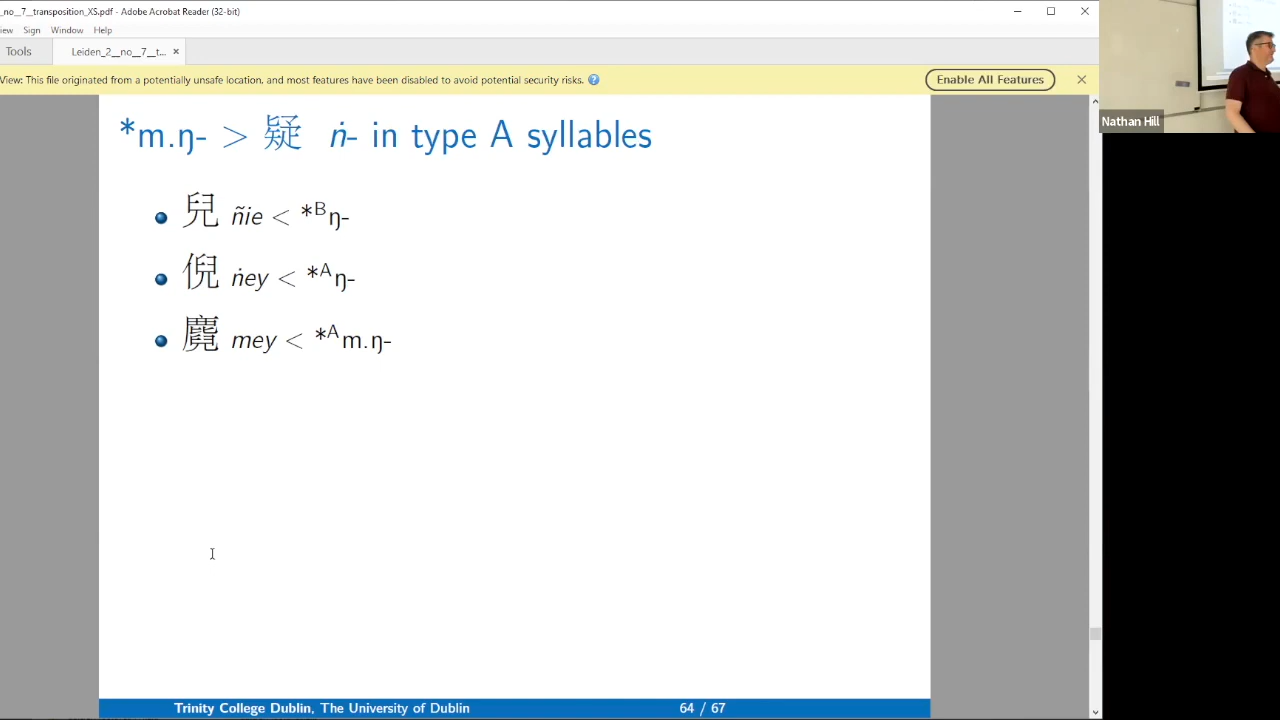 _no__7__transposition_XS.pdf - Adobe Acrobat Reader (32-bit)
iew Sign Window Help
Tools Leiden_2__no_7__t... ×
View: This file originated from a potentially unsafe location, and most features have been disabled to avoid potential security risks. ? Enable All Features
Nathan Hill
*m.ŋ- > 疑 ṅ- in type A syllables
兒 ñie < *ᴮŋ-
倪 ṅey < *ᴬŋ-
麑 mey < *ᴬm.ŋ-
Trinity College Dublin, The University of Dublin 64 / 67